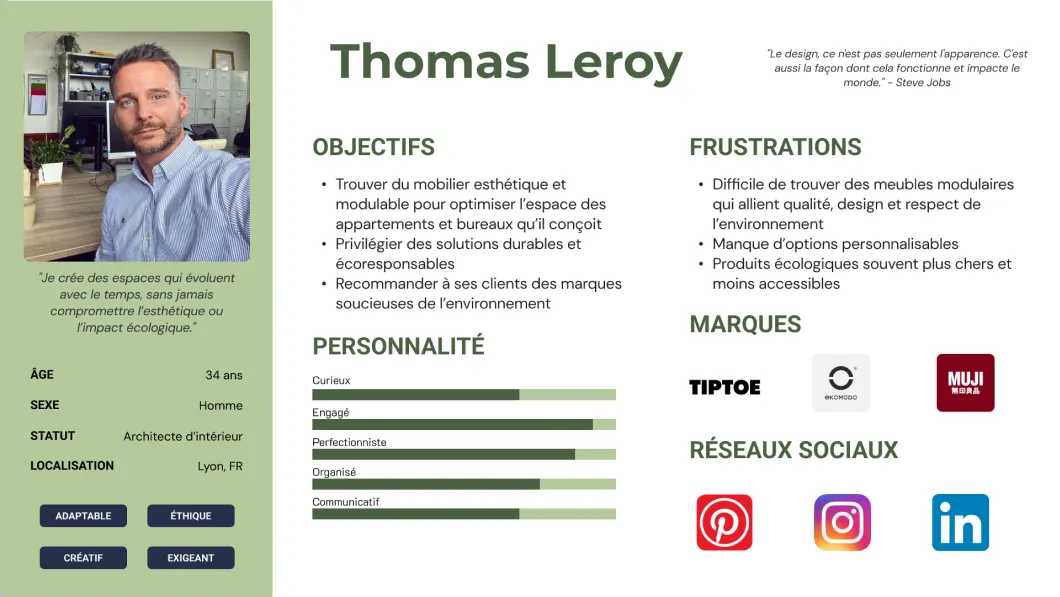 Thomas Leroy
"Le design, ce n'est pas seulement l'apparence. C'est
aussi la façon dont cela fonctionne et impacte le
monde." - Steve Jobs
"Je crée des espaces qui évoluent
avec le temps, sans jamais
compromettre l'esthétique ou
l'impact écologique."
ÂGE 34 ans
SEXE Homme
STATUT Architecte d'intérieur
LOCALISATION Lyon, FR
ADAPTABLE ÉTHIQUE
CRÉATIF EXIGEANT
OBJECTIFS
• Trouver du mobilier esthétique et
modulable pour optimiser l'espace des
appartements et bureaux qu'il conçoit
• Privilégier des solutions durables et
écoresponsables
• Recommander à ses clients des marques
soucieuses de l'environnement
PERSONNALITÉ
Curieux
Engagé
Perfectionniste
Organisé
Communicatif
FRUSTRATIONS
• Difficile de trouver des meubles modulaires
qui allient qualité, design et respect de
l'environnement
• Manque d'options personnalisables
• Produits écologiques souvent plus chers et
moins accessibles
MARQUES
TIPTOE
EKOMODO
MUJI
無印良品
RÉSEAUX SOCIAUX
in